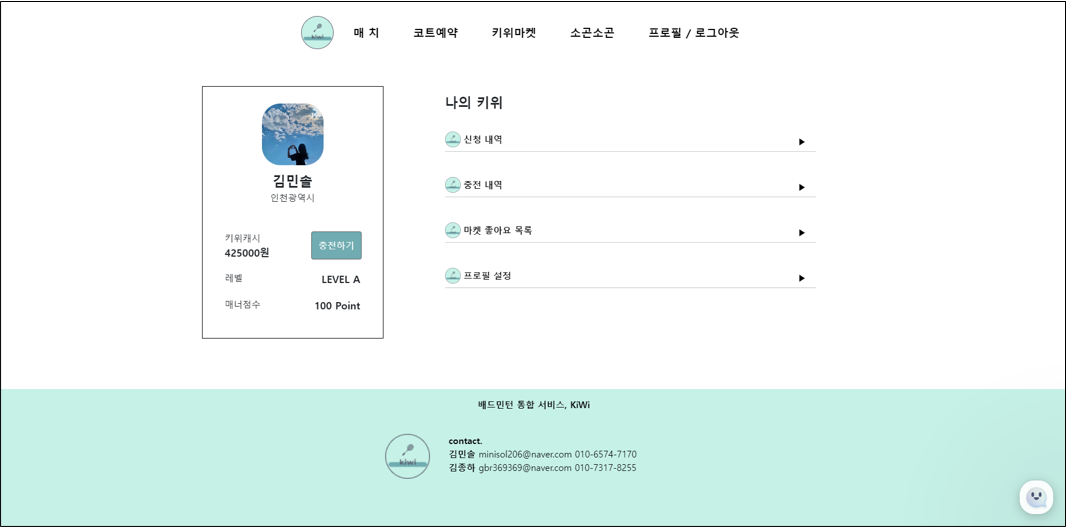 kiwi
매 치 코트예약 키위마켓 소곤소곤 프로필 / 로그아웃
김민솔
인천광역시
키위캐시
425000원
충전하기
레벨 LEVEL A
매너점수 100 Point
나의 키위
신청 내역
충전 내역
마켓 좋아요 목록
프로필 설정
배드민턴 통합 서비스, KiWi
kiwi
contact.
김민솔 minisol206@naver.com 010-6574-7170
김종하 gbr369369@naver.com 010-7317-8255